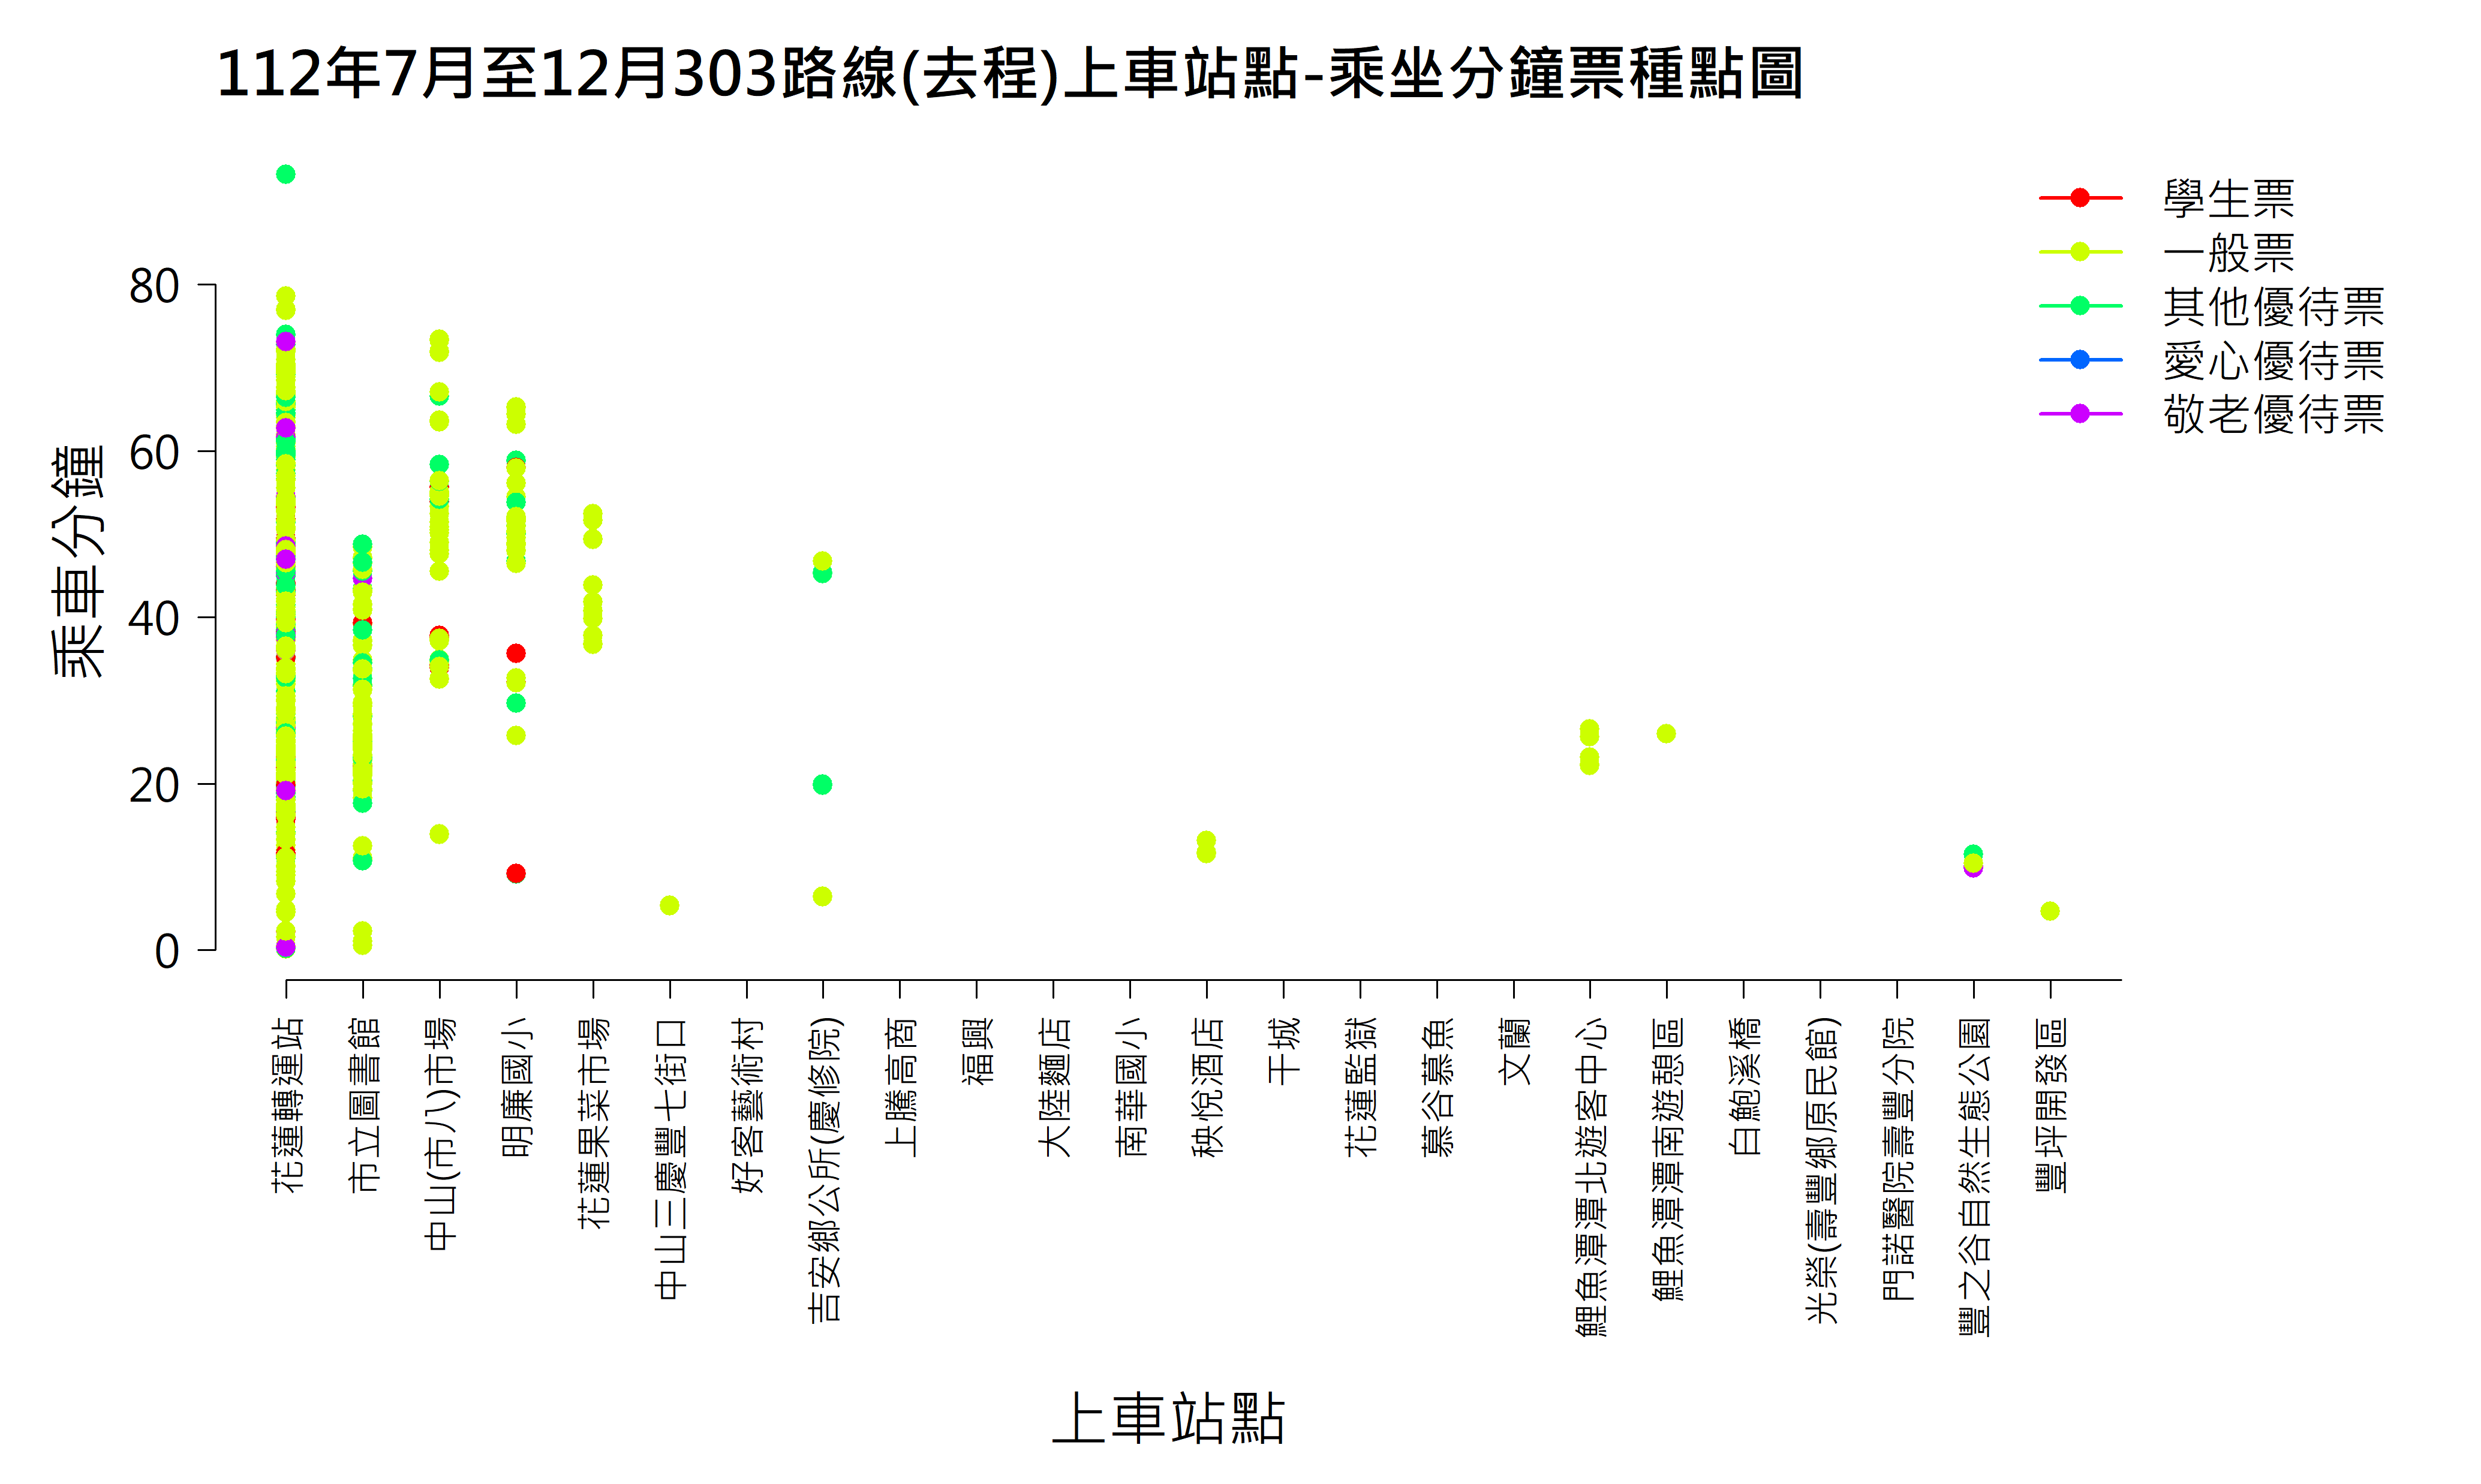 112年7月至12月303路線(去程)上車站點-乘坐分鐘票種點圖
學生票
一般票
其他優待票
愛心優待票
敬老優待票
乘車分鐘
80
60
40
20
0
花蓮轉運站
市立圖書館
中山(市八)市場
明廉國小
花蓮果菜市場
中山三慶豐七街口
好客藝術村
吉安鄉公所(慶修院)
上騰高商
福興
大陸麵店
南華國小
秧悅酒店
干城
花蓮監獄
慕谷慕魚
文蘭
鯉魚潭潭北遊客中心
鯉魚潭潭南遊憩區
白鮑溪橋
光榮(壽豐鄉原民館)
門諾醫院壽豐分院
豐之谷自然生態公園
豐坪開發區
上車站點